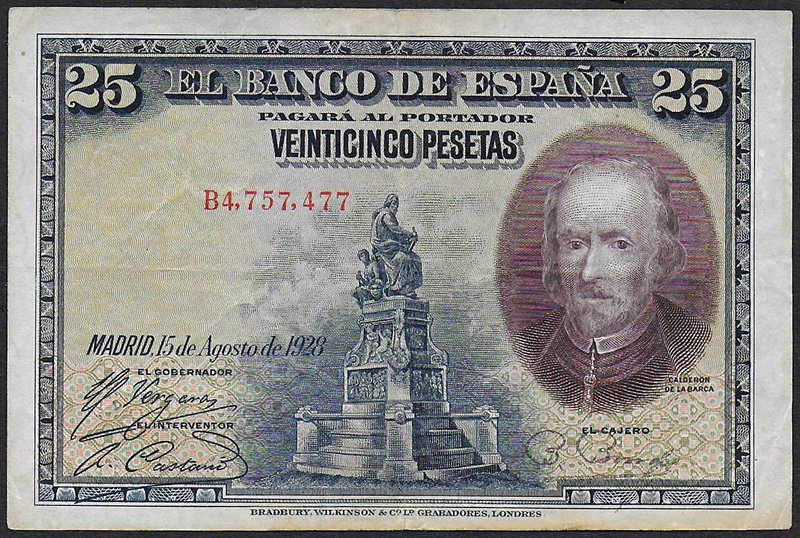 25 EL BANCO DE ESPAÑA 25
PAGARÁ AL PORTADOR
VEINTICINCO PESETAS
B4,757,477
MADRID, 15 de Agosto de 1928
EL GOBERNADOR
EL INTERVENTOR
CALDERON
DE LA BARCA
EL CAJERO
BRADBURY, WILKINSON & Cº Lº GRABADORES, LONDRES